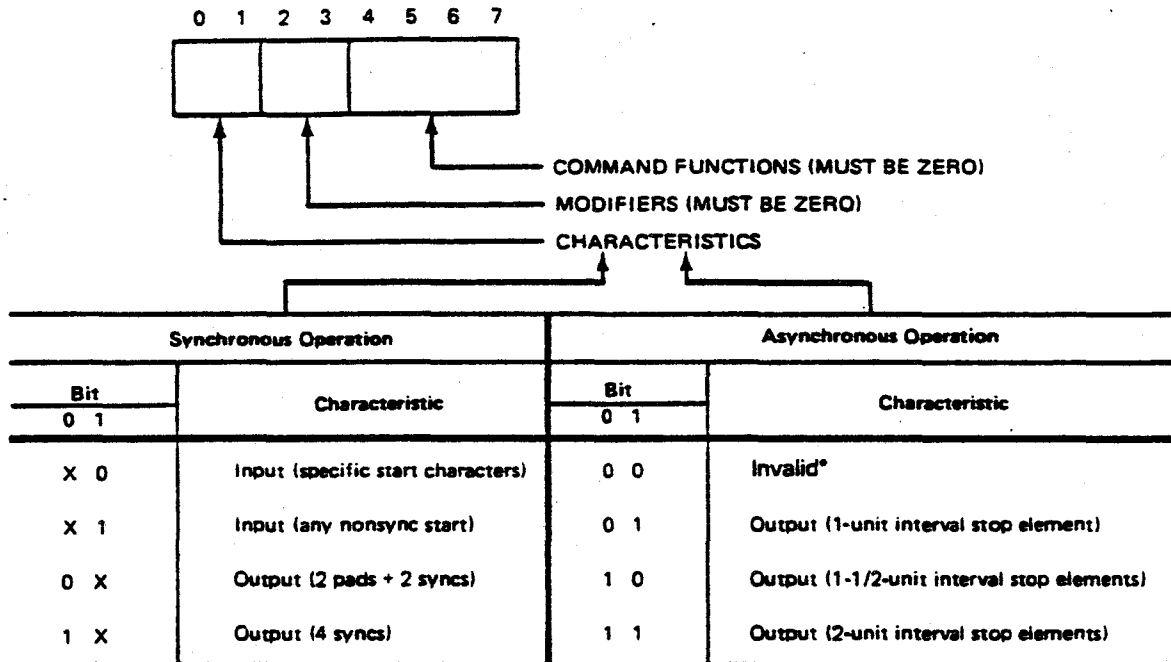 0 1 2 3 4 5 6 7
COMMAND FUNCTIONS (MUST BE ZERO)
MODIFIERS (MUST BE ZERO)
CHARACTERISTICS
Synchronous Operation Asynchronous Operation
Bit Characteristic Bit Characteristic
0 1 0 1
X 0 Input (specific start characters) 0 0 Invalid*
X 1 Input (any nonsync start) 0 1 Output (1-unit interval stop element)
0 X Output (2 pads + 2 syncs) 1 0 Output (1-1/2-unit interval stop elements)
1 X Output (4 syncs) 1 1 Output (2-unit interval stop elements)